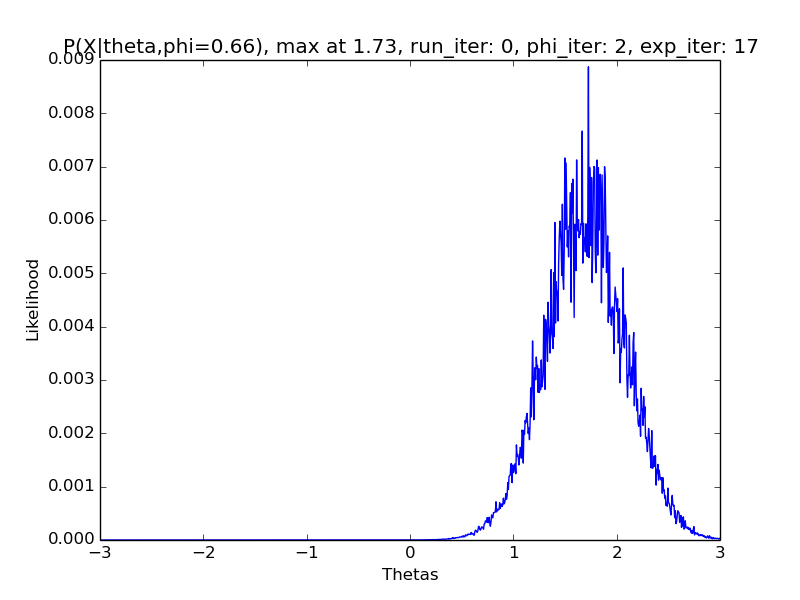 P(X|theta,phi=0.66), max at 1.73, run_iter: 0, phi_iter: 2, exp_iter: 17
0.009
0.008
0.007
0.006
0.005
0.004
0.003
0.002
0.001
0.000
Likelihood
−3 −2 −1 0 1 2 3
Thetas